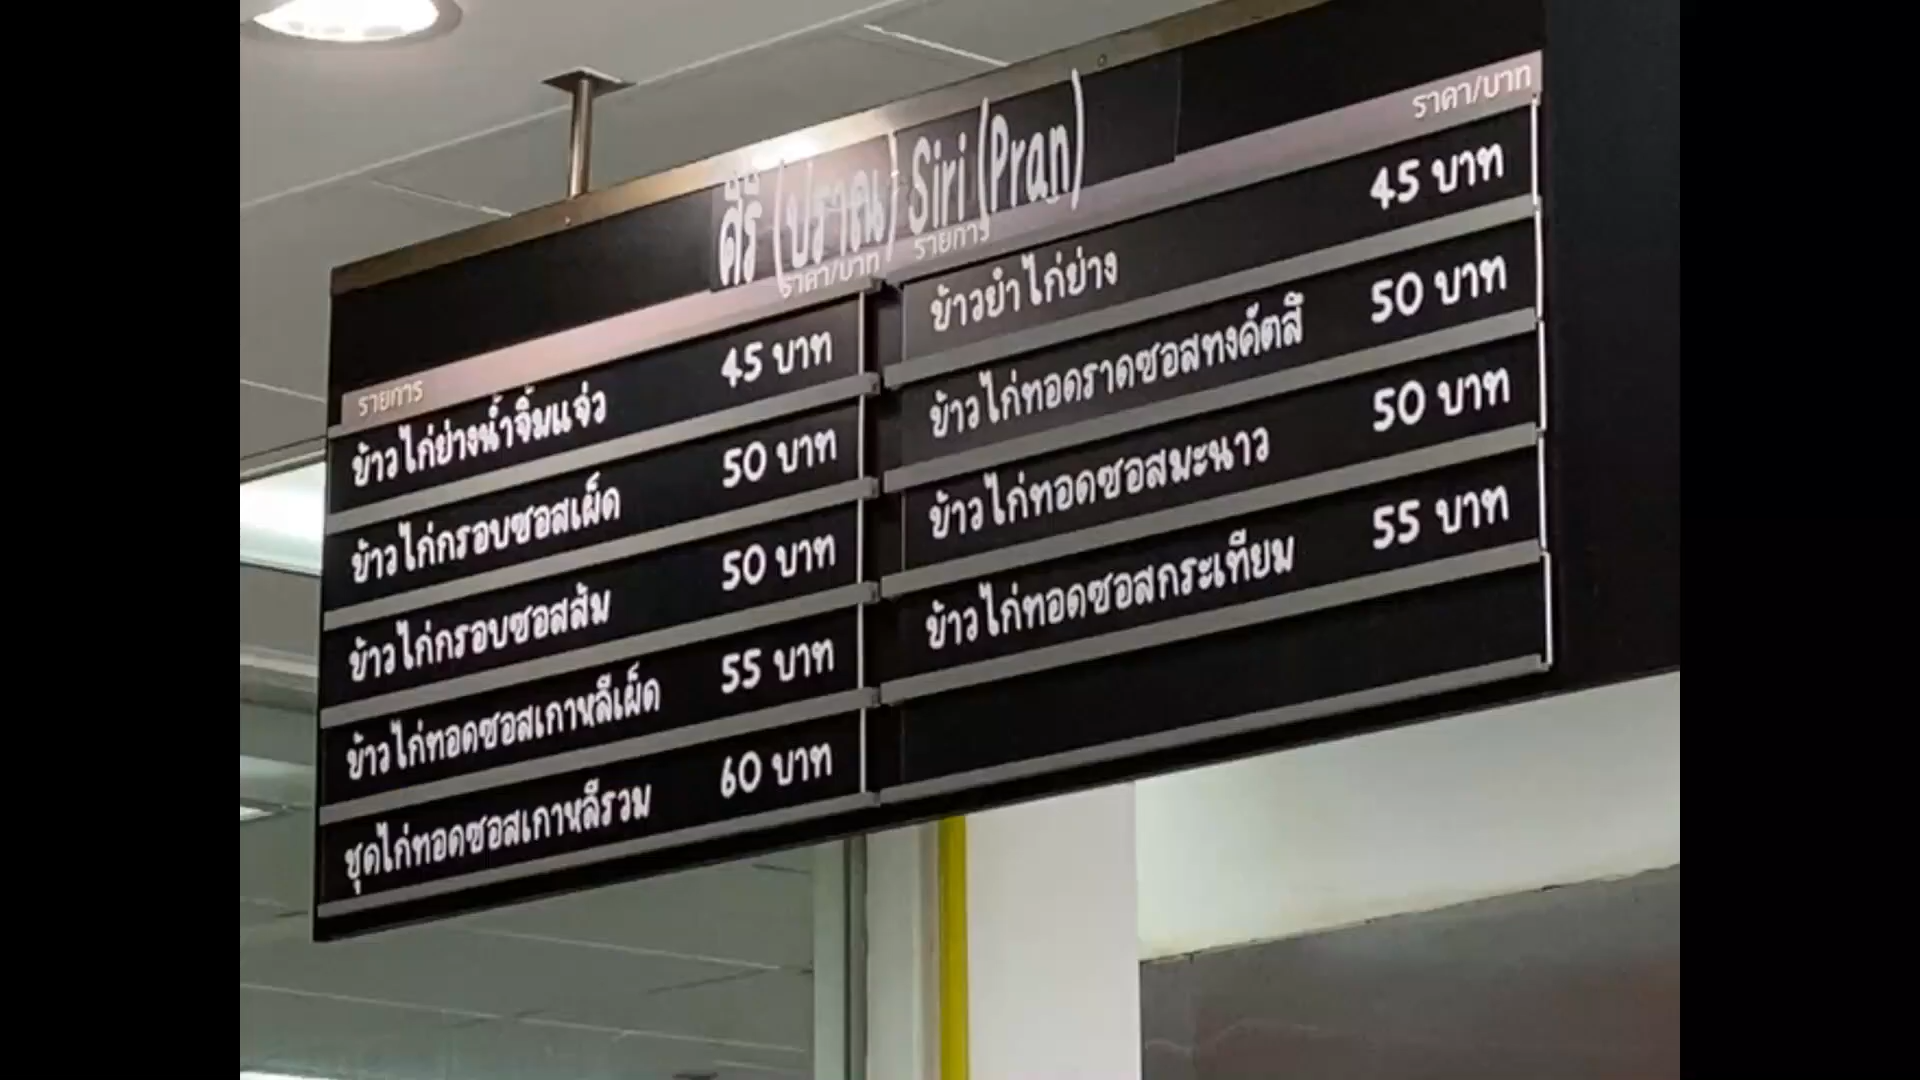 ศิริ (ปราณ) Siri (Pran)
รายการ ราคา/บาท
ข้าวไก่ย่างน้ำจิ้มแจ่ว 45 บาท
ข้าวไก่กรอบซอสเผ็ด 50 บาท
ข้าวไก่กรอบซอสส้ม 50 บาท
ข้าวไก่ทอดซอสเกาหลีเผ็ด 55 บาท
ชุดไก่ทอดซอสเกาหลีรวม 60 บาท
รายการ ราคา/บาท
ข้าวยำไก่ย่าง 45 บาท
ข้าวไก่ทอดราดซอสทงคัตสึ 50 บาท
ข้าวไก่ทอดซอสมะนาว 50 บาท
ข้าวไก่ทอดซอสกระเทียม 55 บาท